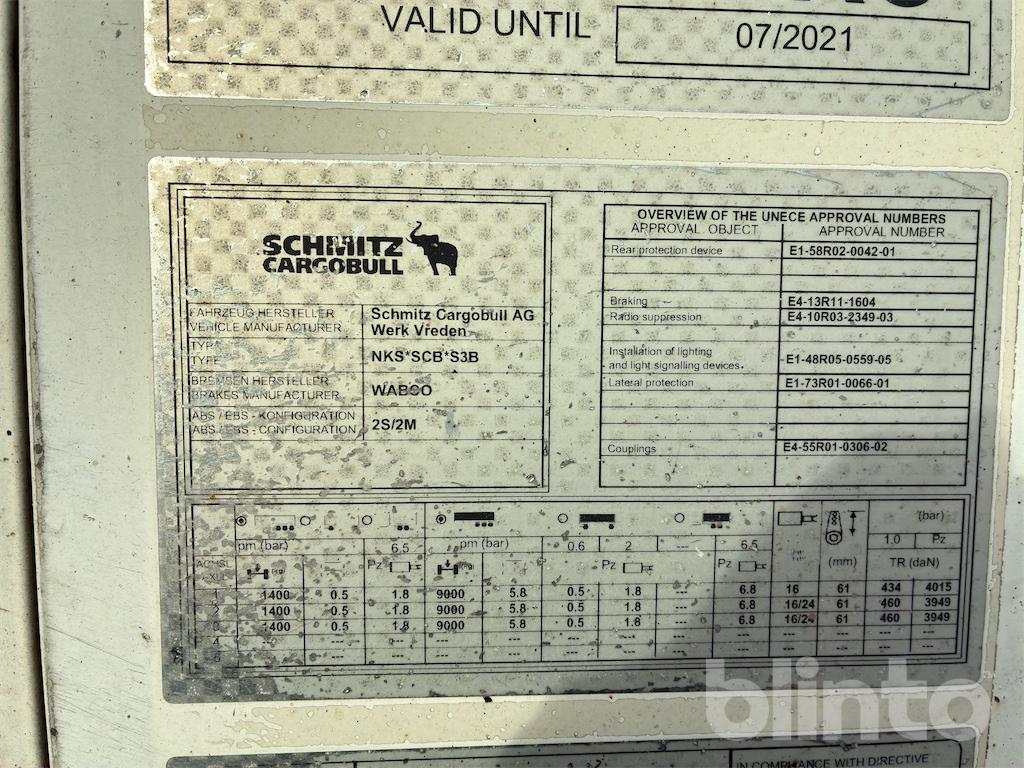 VALID UNTIL 07/2021
SCHMITZ
CARGOBULL
FAHRZEUG HERSTELLER
VEHICLE MANUFACTURER
Schmitz Cargobull AG
Werk Vreden
TYP
TYPE
NKS*SCB*S3B
BREMSEN HERSTELLER
BRAKES MANUFACTURER
WABCO
ABS / EBS - KONFIGURATION
ABS / EBS - CONFIGURATION
2S/2M
OVERVIEW OF THE UNECE APPROVAL NUMBERS
APPROVAL OBJECT APPROVAL NUMBER
Rear protection device E1-58R02-0042-01
Braking E4-13R11-1604
Radio suppression E4-10R03-2349-03
Installation of lighting
and light signalling devices. E1-48R05-0559-05
Lateral protection E1-73R01-0066-01
Couplings E4-55R01-0306-02
(bar)
pm (bar) 6.5 pm (bar) 0.6 2 --- 6.5 1.0 Pz
Pz Pz Pz (mm) TR (daN)
1 1400 0.5 1.8 9000 5.8 0.5 1.8 --- 6.8 16 61 434 4015
2 1400 0.5 1.8 9000 5.8 0.5 1.8 --- 6.8 16/24 61 460 3949
3 1400 0.5 1.8 9000 5.8 0.5 1.8 --- 6.8 16/24 61 460 3949
4 --- --- --- --- --- --- --- --- --- --- --- --- ---
5 --- --- --- --- --- --- --- --- --- --- --- --- ---
blinto
IN COMPLIANCE WITH DIRECTIVE